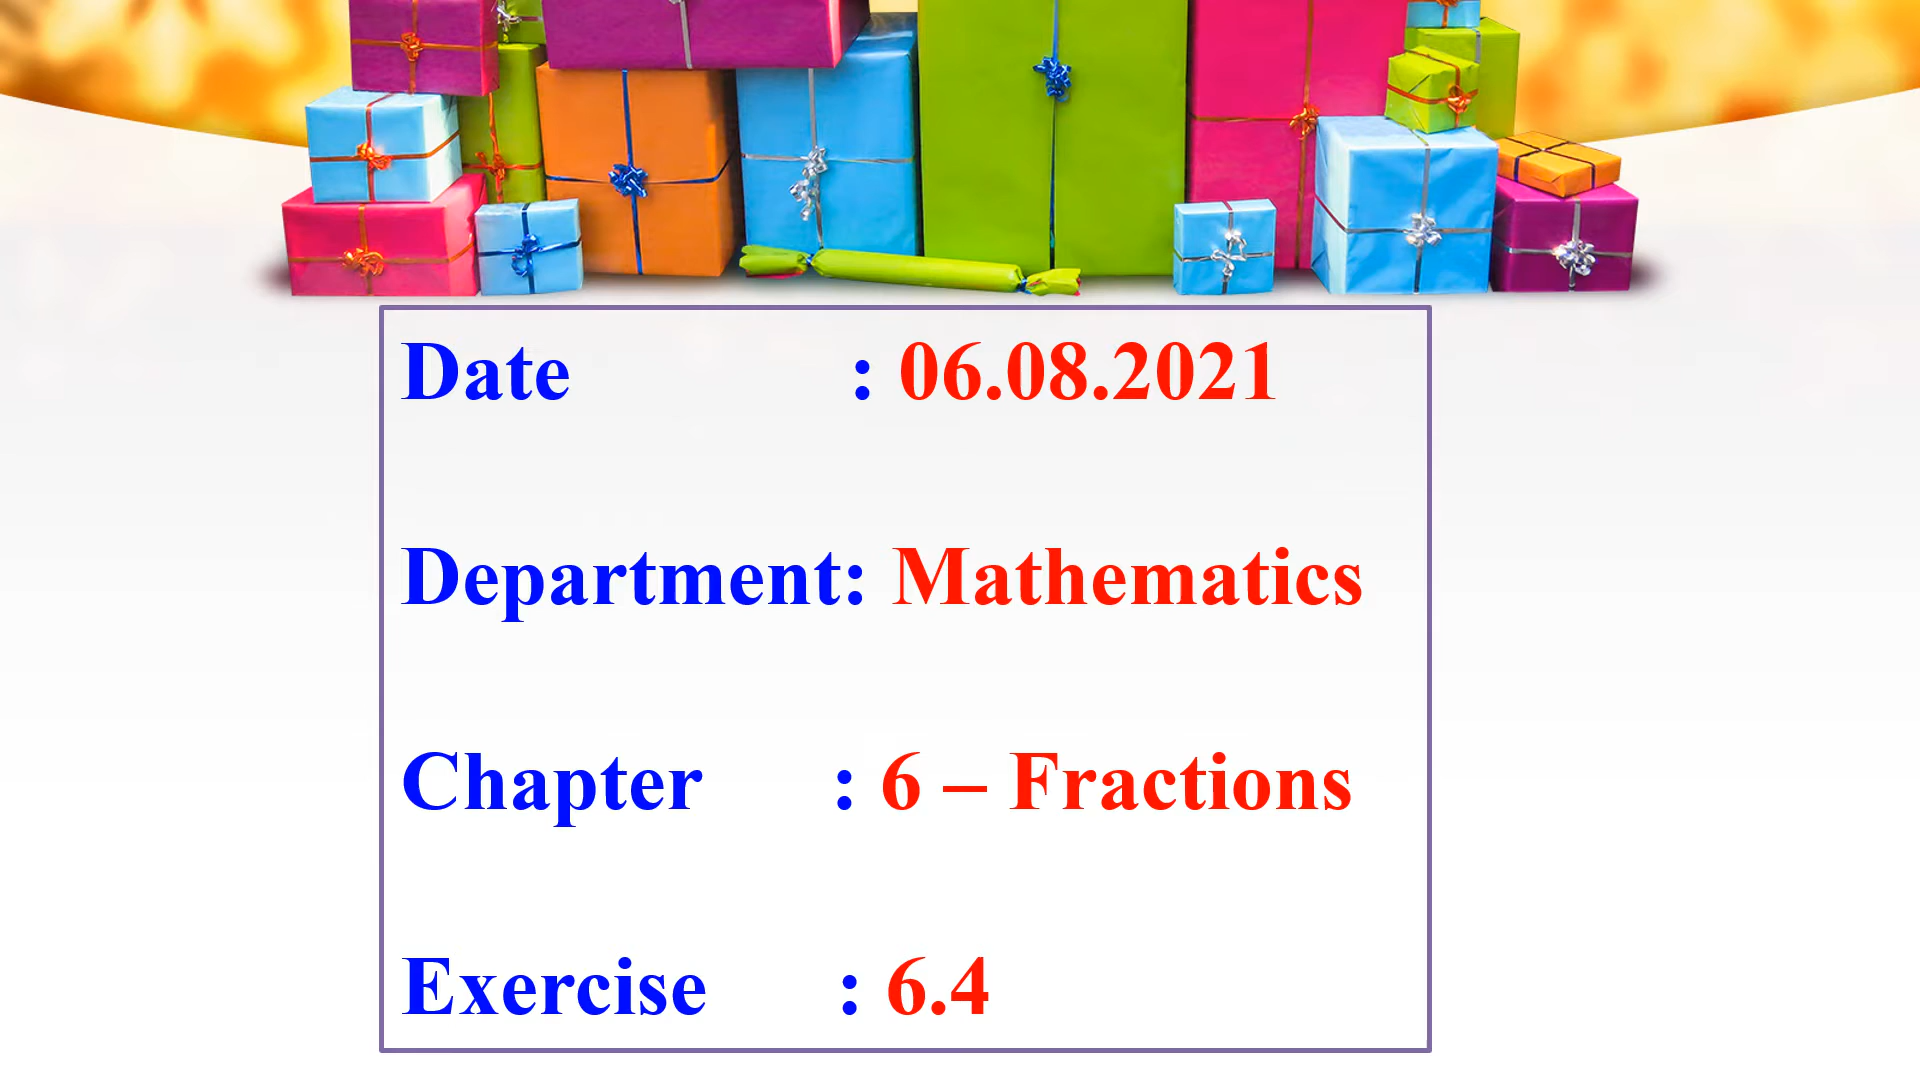 Date : 06.08.2021
Department: Mathematics
Chapter : 6 – Fractions
Exercise : 6.4